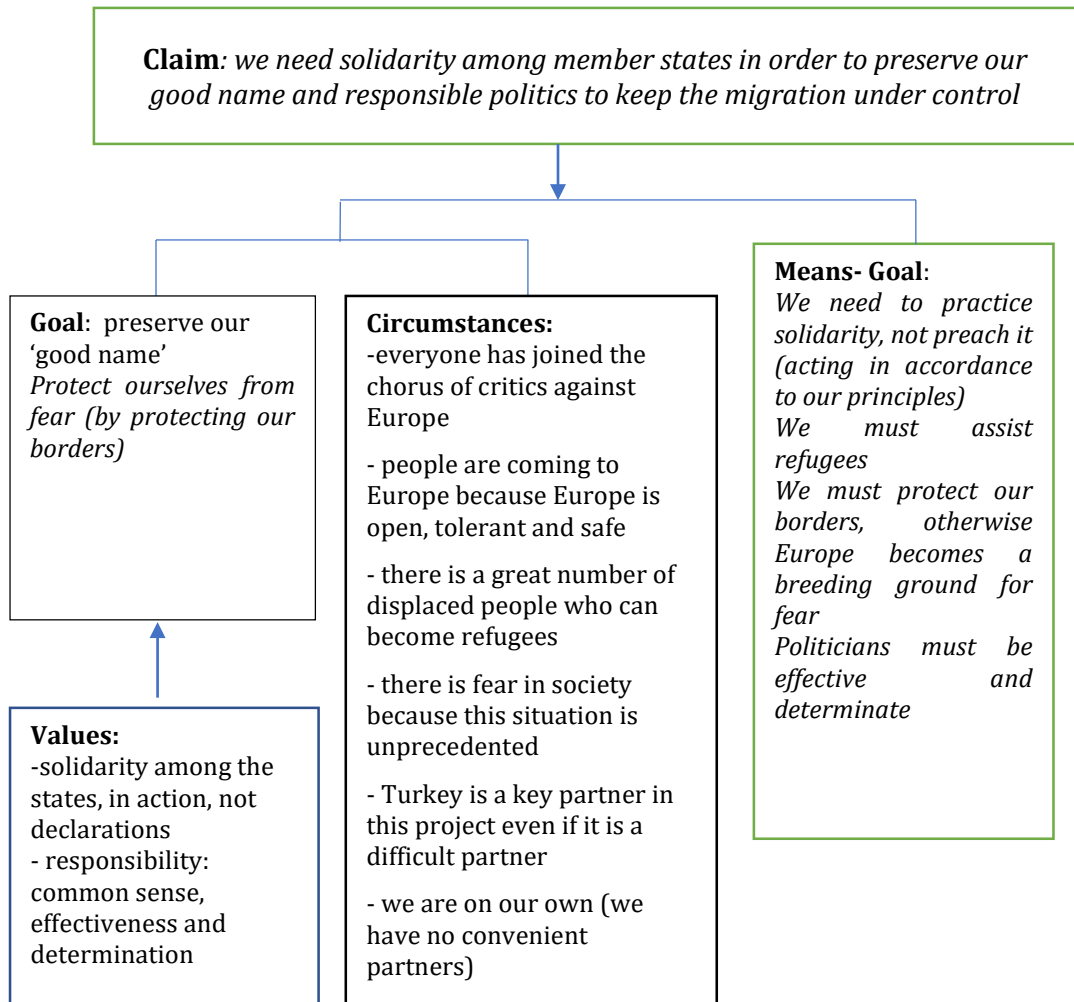 Claim: we need solidarity among member states in order to preserve our
good name and responsible politics to keep the migration under control
Goal: preserve our
‘good name’
Protect ourselves from
fear (by protecting our
borders)
Values:
-solidarity among the
states, in action, not
declarations
- responsibility:
common sense,
effectiveness and
determination
Circumstances:
-everyone has joined the
chorus of critics against
Europe
- people are coming to
Europe because Europe is
open, tolerant and safe
- there is a great number of
displaced people who can
become refugees
- there is fear in society
because this situation is
unprecedented
- Turkey is a key partner in
this project even if it is a
difficult partner
- we are on our own (we
have no convenient
partners)
Means- Goal:
We need to practice
solidarity, not preach it
(acting in accordance
to our principles)
We must assist
refugees
We must protect our
borders, otherwise
Europe becomes a
breeding ground for
fear
Politicians must be
effective and
determinate